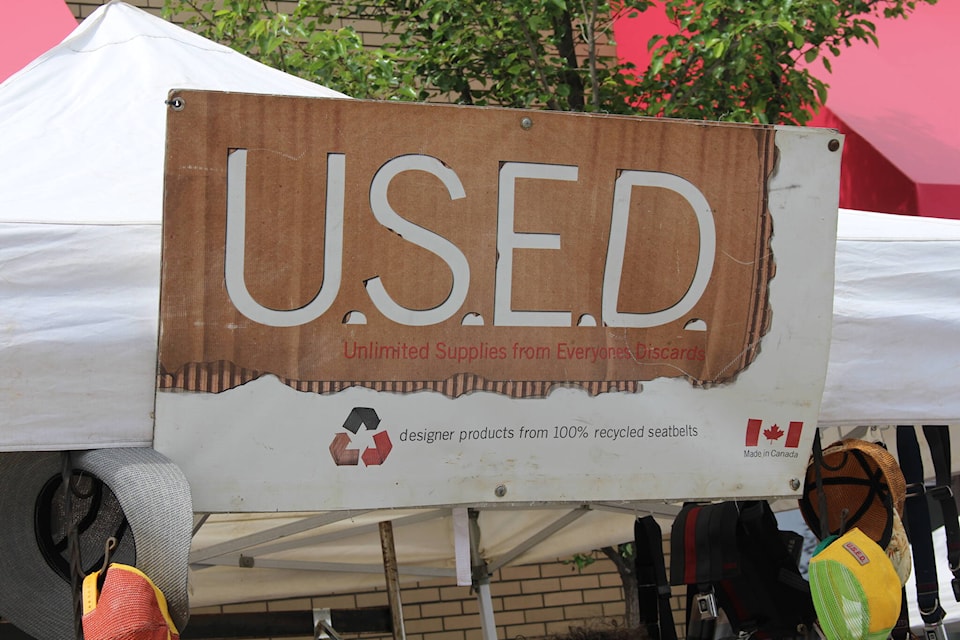 U.S.E.D.
Unlimited Supplies from Everyones Discards
designer products from 100% recycled seatbelts
Made in Canada
U.S.E.D.